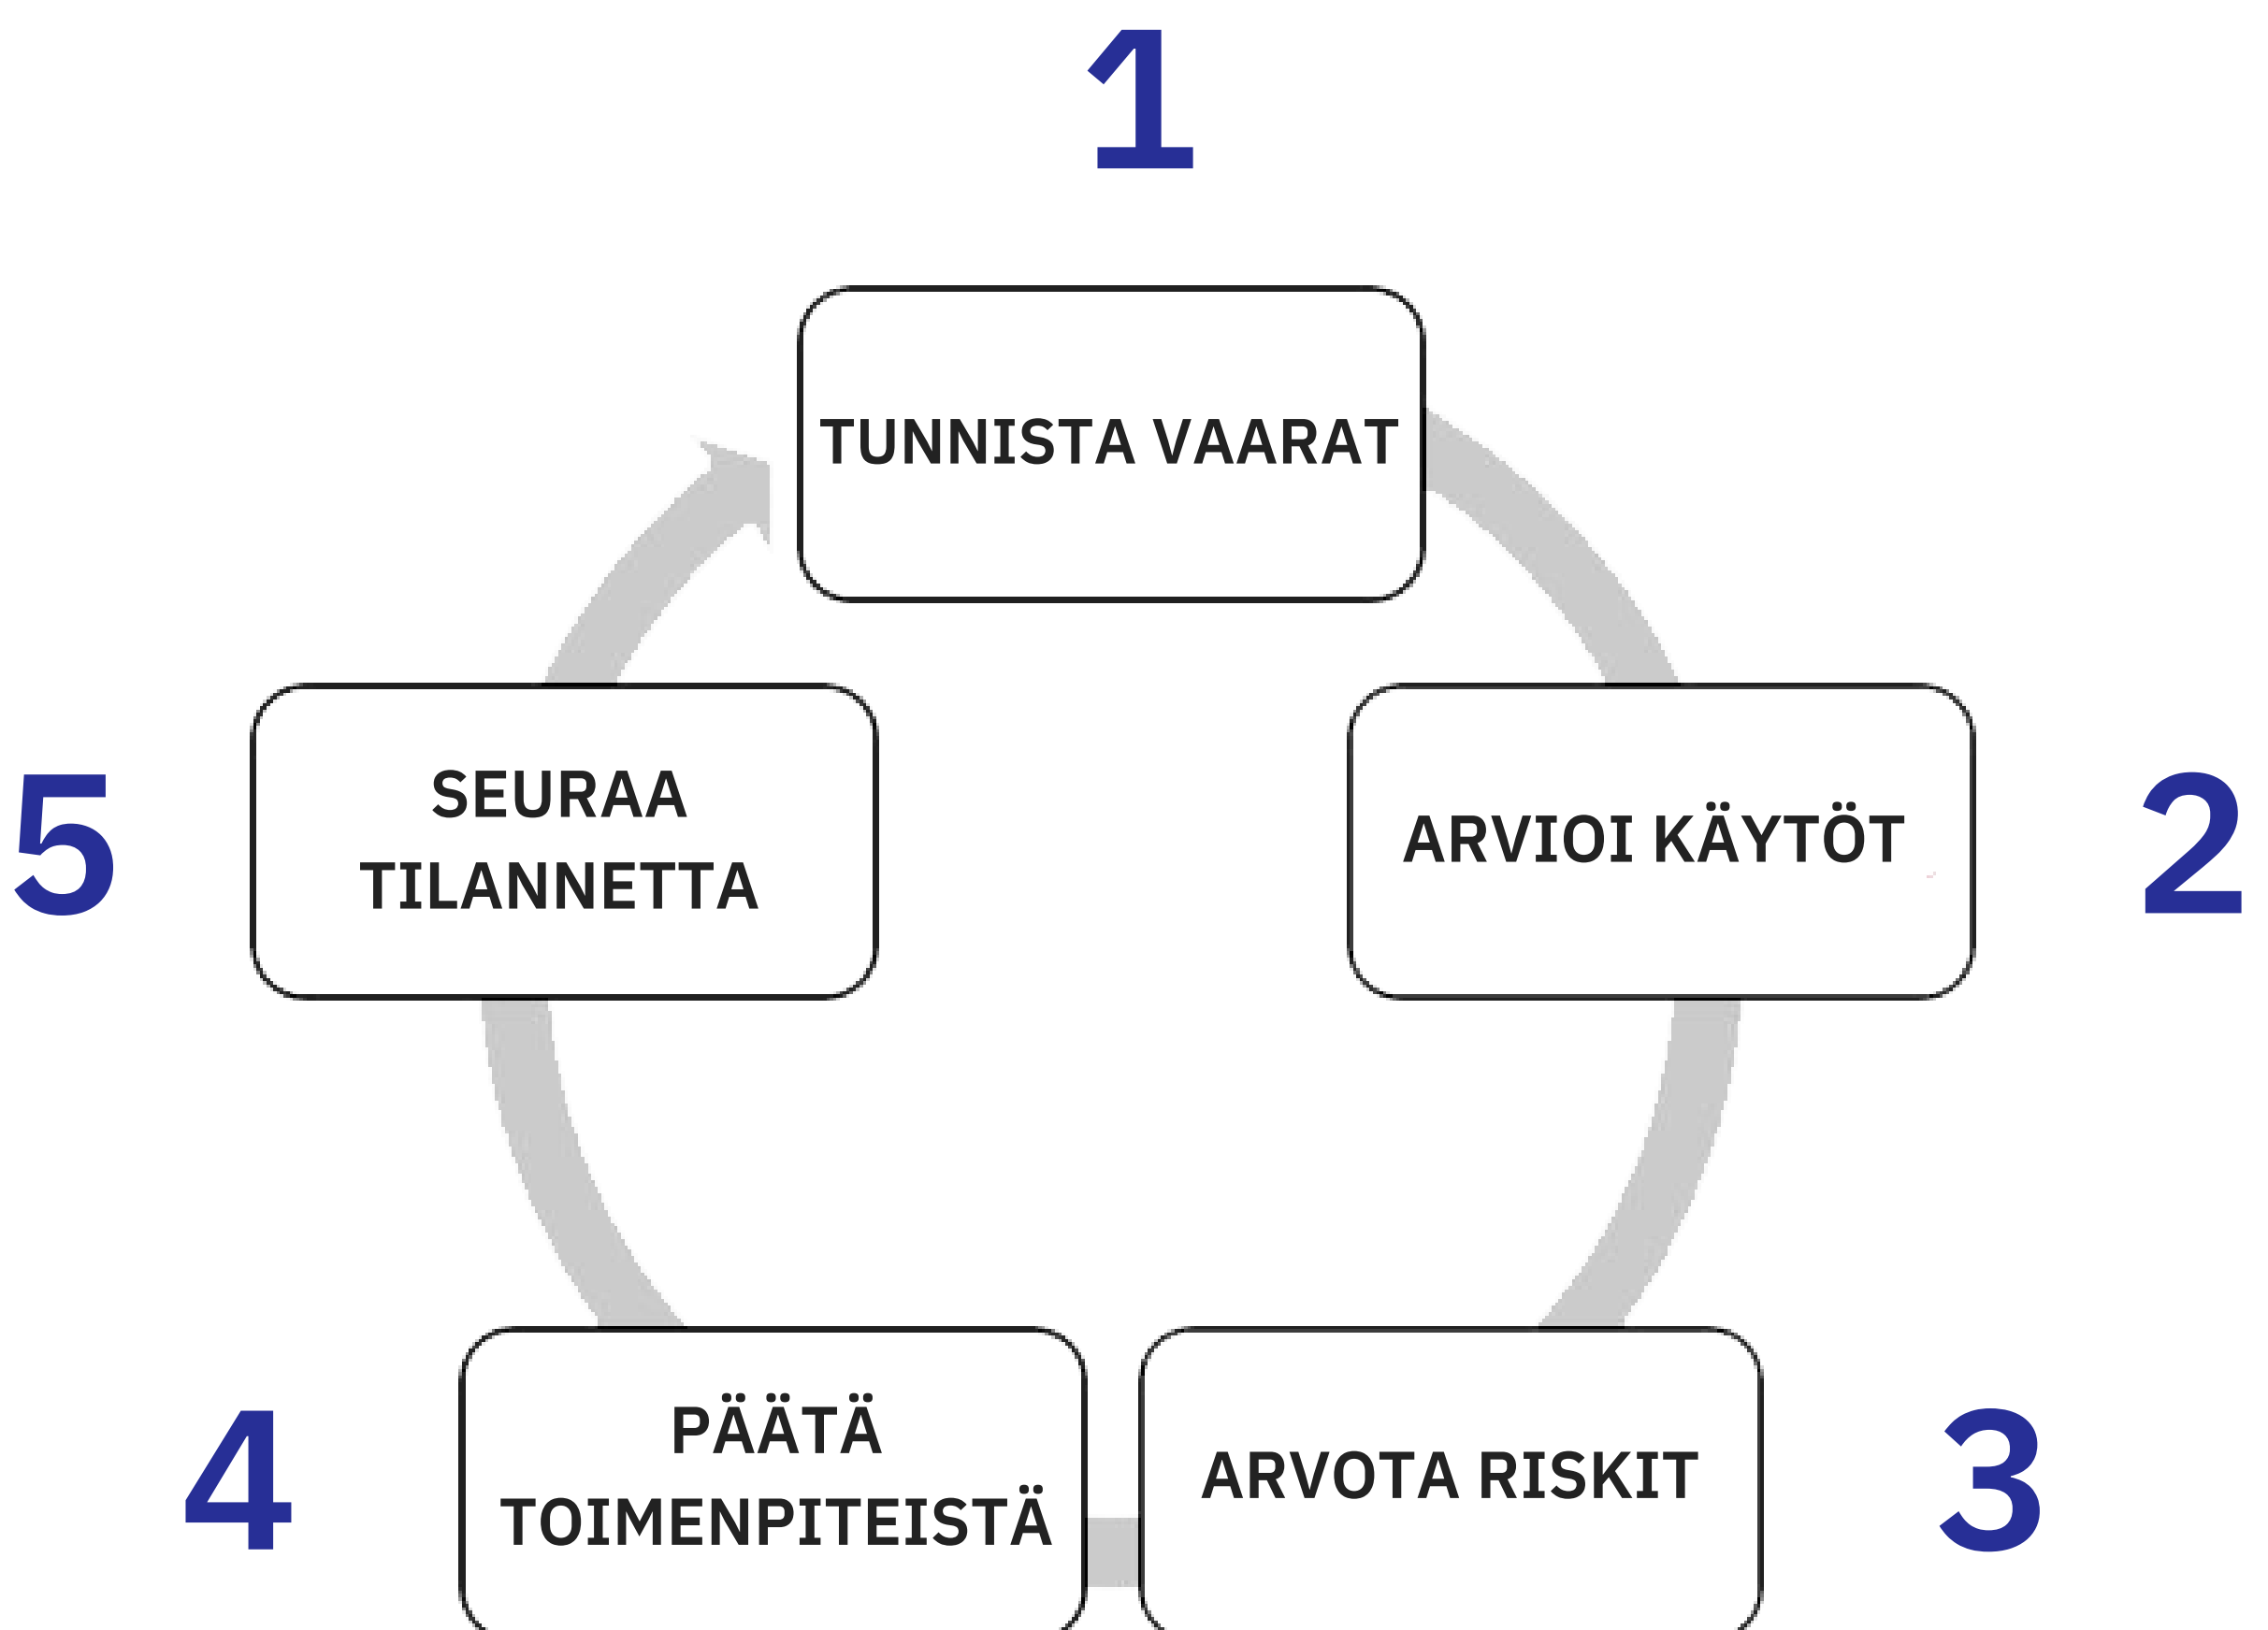 1
TUNNISTA VAARAT
2
ARVIOI KÄYTÖT
3
ARVOTA RISKIT
4
PÄÄTÄ
TOIMENPITEISTÄ
5
SEURAA
TILANNETTA